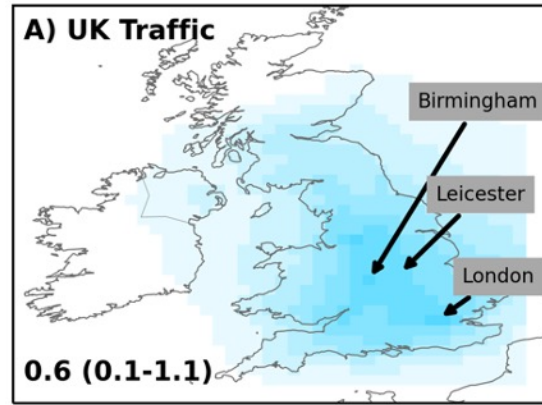 A) UK Traffic
Birmingham
Leicester
London
0.6 (0.1-1.1)